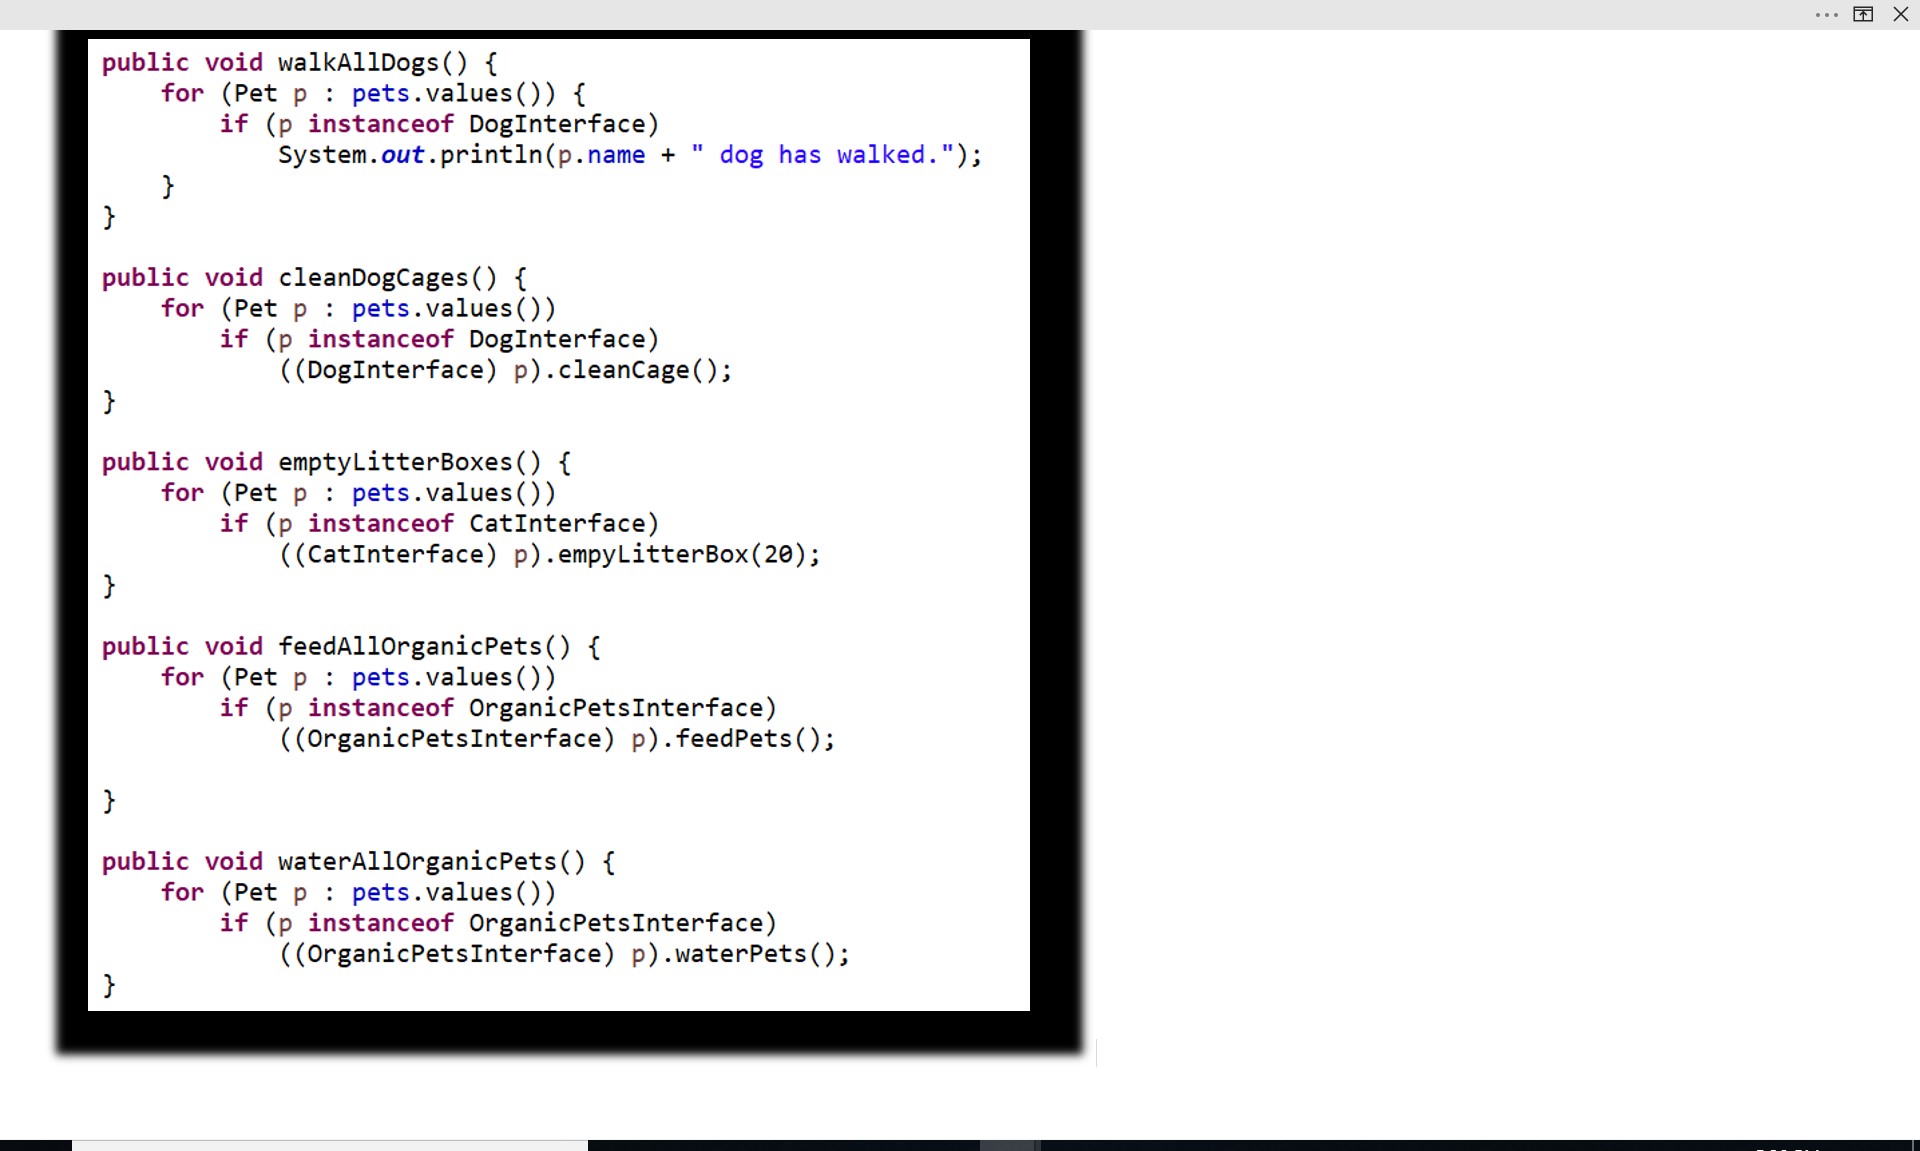 public void walkAllDogs() {
for (Pet p : pets.values()) {
if (p instanceof DogInterface)
System.out.println(p.name + " dog has walked.");
}
}
public void cleanDogCages() {
for (Pet p : pets.values())
if (p instanceof DogInterface)
((DogInterface) p).cleanCage();
}
public void emptyLitterBoxes() {
for (Pet p : pets.values())
if (p instanceof CatInterface)
((CatInterface) p).empyLitterBox(20);
}
public void feedAllOrganicPets() {
for (Pet p : pets.values())
if (p instanceof OrganicPetsInterface)
((OrganicPetsInterface) p).feedPets();
}
public void waterAllOrganicPets() {
for (Pet p : pets.values())
if (p instanceof OrganicPetsInterface)
((OrganicPetsInterface) p).waterPets();
}